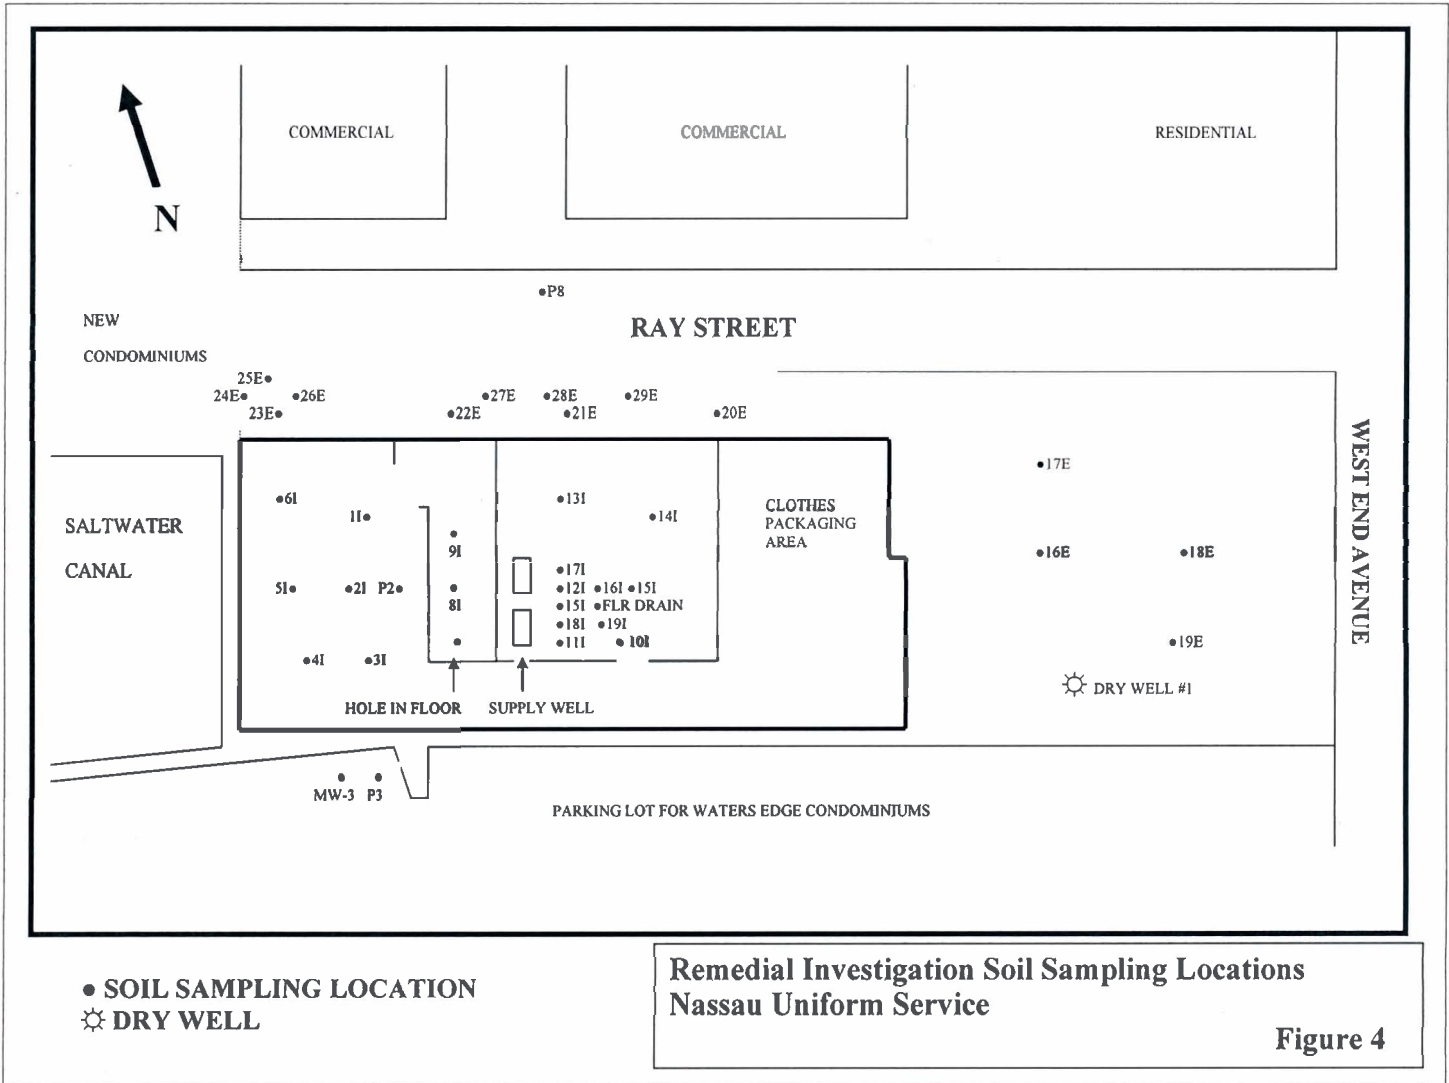 COMMERCIAL
COMMERCIAL
RESIDENTIAL
N
P8
NEW
CONDOMINIUMS
RAY STREET
25E
24E
26E
27E
28E
29E
23E
22E
21E
20E
WEST END AVENUE
17E
6I
13I
CLOTHES
PACKAGING
AREA
1I
14I
SALTWATER
CANAL
9I
16E
18E
17I
5I
2I
P2
12I
16I
15I
8I
15I
FLR DRAIN
18I
19I
11I
10I
19E
4I
3I
DRY WELL #1
HOLE IN FLOOR
SUPPLY WELL
MW-3
P3
PARKING LOT FOR WATERS EDGE CONDOMINIUMS
SOIL SAMPLING LOCATION
DRY WELL
Remedial Investigation Soil Sampling Locations
Nassau Uniform Service
Figure 4